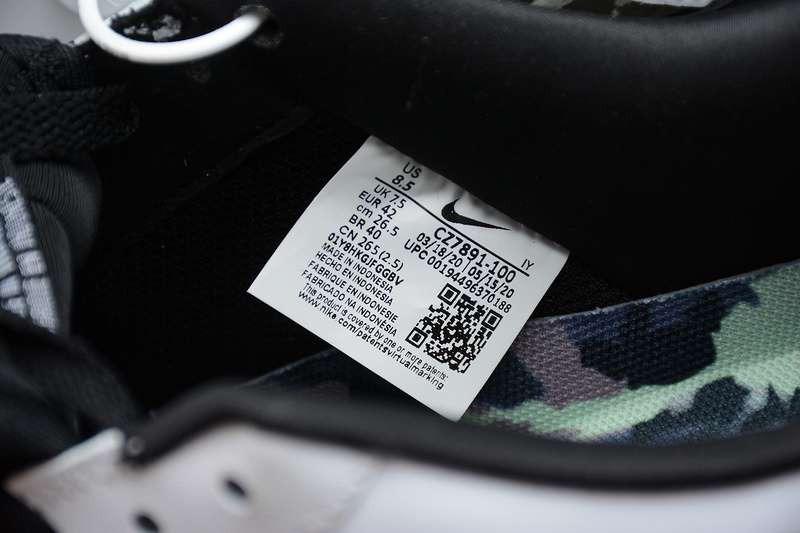 US
8.5
UK 7.5
EUR 42
cm 26.5
BR 40
CN 265 (2.5)
01Y8HKGJFGGBV
MADE IN INDONESIA
HECHO EN INDONESIA
FABRIQUE EN INDONESIE
FABRICADO NA INDONESIA
This product is covered by one or more patents:
www.nike.com/patentsvirtualmarking
IY
CZ7891-100
03/18/20 | 05/15/20
UPC 00194496370188